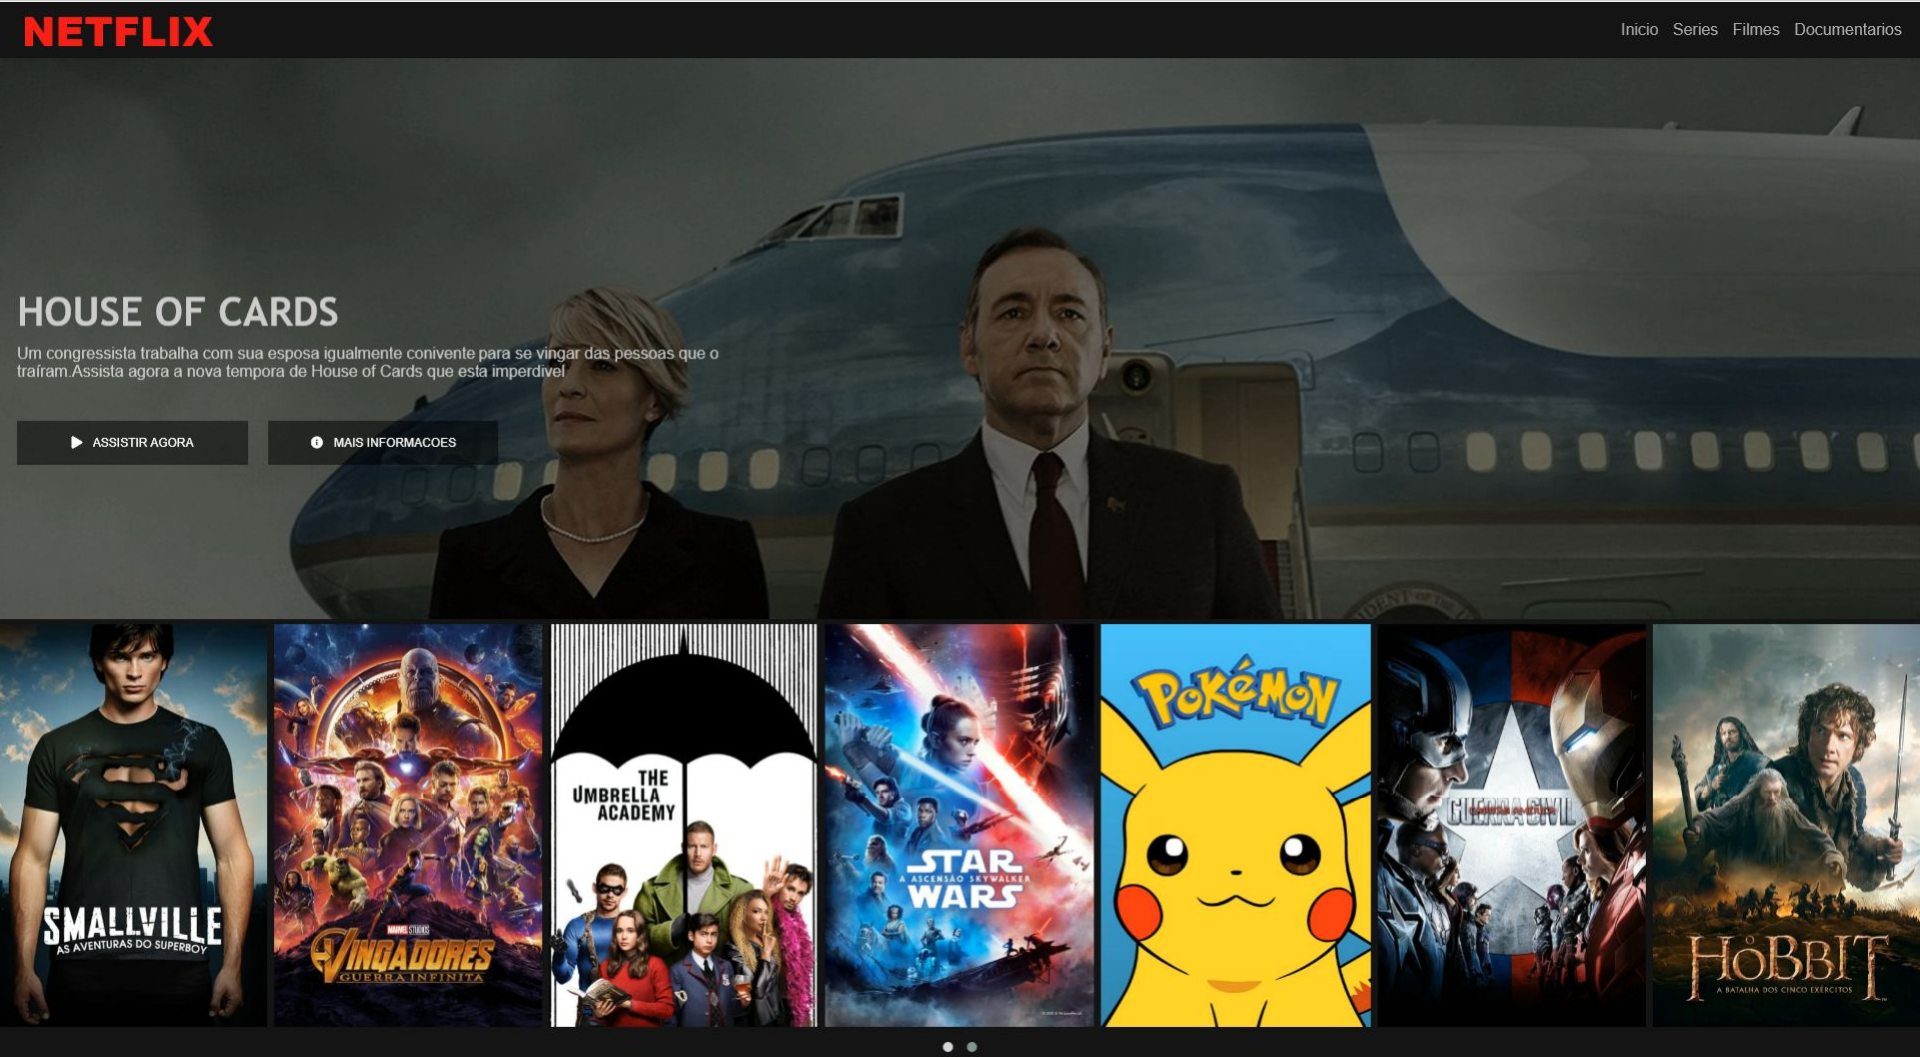 NETFLIX
Inicio Series Filmes Documentarios
HOUSE OF CARDS
Um congressista trabalha com sua esposa igualmente conivente para se vingar das pessoas que o
traíram.Assista agora a nova tempora de House of Cards que esta imperdivel
ASSISTIR AGORA
MAIS INFORMACOES
SMALLVILLE
AS AVENTURAS DO SUPERBOY
MARVEL STUDIOS
VINGADORES
GUERRA INFINITA
THE
UMBRELLA
ACADEMY
STAR
A ASCENSÃO SKYWALKER
WARS
POKéMON
GUERRA CIVIL
O
HOBBIT
A BATALHA DOS CINCO EXÉRCITOS